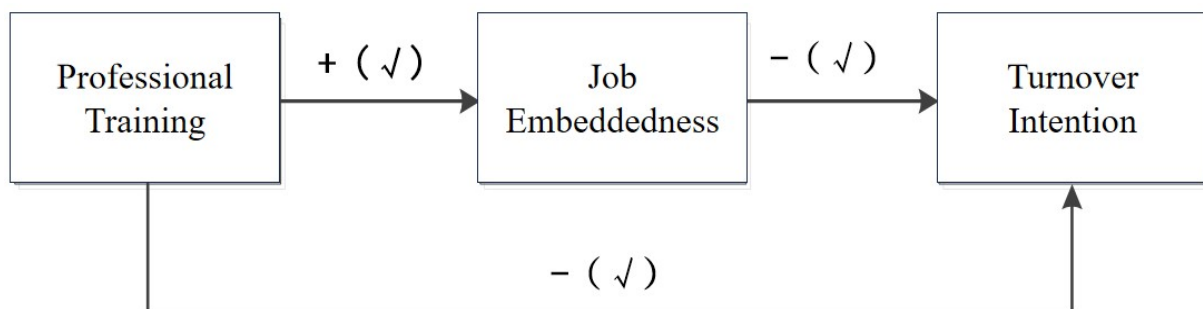 Professional
Training
+ (√)
Job
Embeddedness
- (√)
Turnover
Intention
- (√)